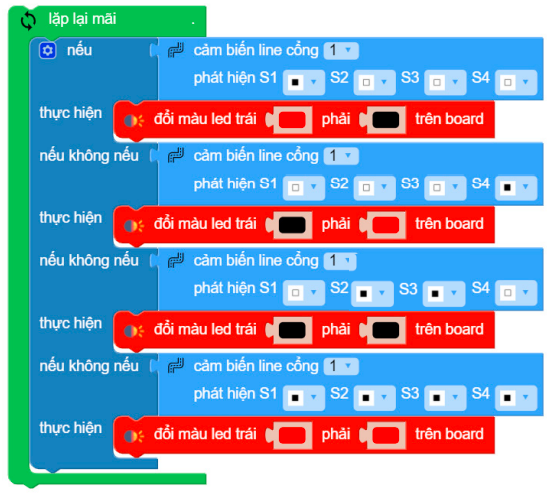 lặp lại mãi .
nếu cảm biến line cổng 1
phát hiện S1 S2 S3 S4
thực hiện đổi màu led trái phải trên board
nếu không nếu cảm biến line cổng 1
phát hiện S1 S2 S3 S4
thực hiện đổi màu led trái phải trên board
nếu không nếu cảm biến line cổng 1
phát hiện S1 S2 S3 S4
thực hiện đổi màu led trái phải trên board
nếu không nếu cảm biến line cổng 1
phát hiện S1 S2 S3 S4
thực hiện đổi màu led trái phải trên board